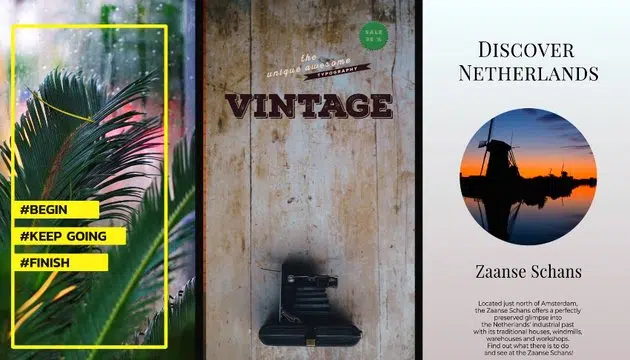 #BEGIN
#KEEP GOING
#FINISH
SALE
the
unique awesome
TYPOGRAPHY
VINTAGE
DISCOVER
NETHERLANDS
Zaanse Schans
Located just north of Amsterdam,
the Zaanse Schans offers a perfectly
preserved glimpse into
the Netherlands' industrial past
with its traditional houses, windmills,
warehouses and workshops.
Find out what there is to do
and see at the Zaanse Schans!